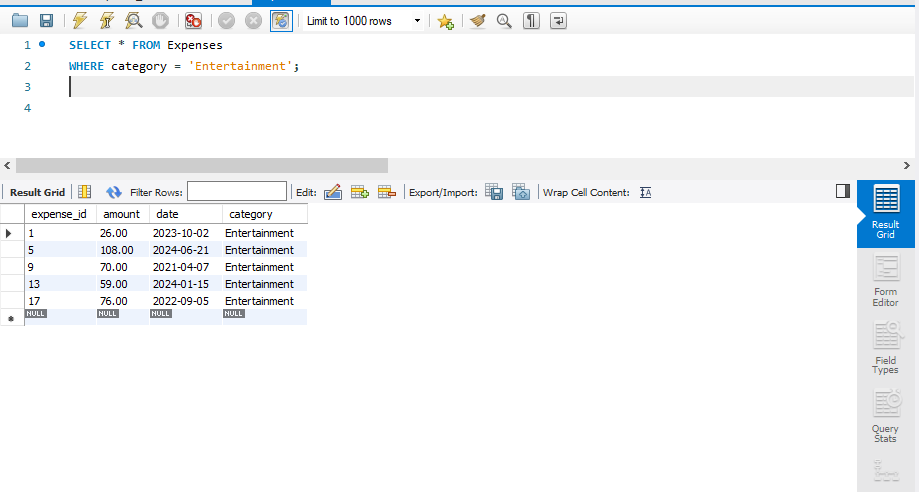 Limit to 1000 rows
1 SELECT * FROM Expenses
2 WHERE category = 'Entertainment';
3
4
Result Grid Filter Rows: Edit: Export/Import: Wrap Cell Content: IA
expense_id amount date category
1 26.00 2023-10-02 Entertainment
5 108.00 2024-06-21 Entertainment
9 70.00 2021-04-07 Entertainment
13 59.00 2024-01-15 Entertainment
17 76.00 2022-09-05 Entertainment
NULL NULL NULL NULL
Result
Grid
Form
Editor
Field
Types
Query
Stats